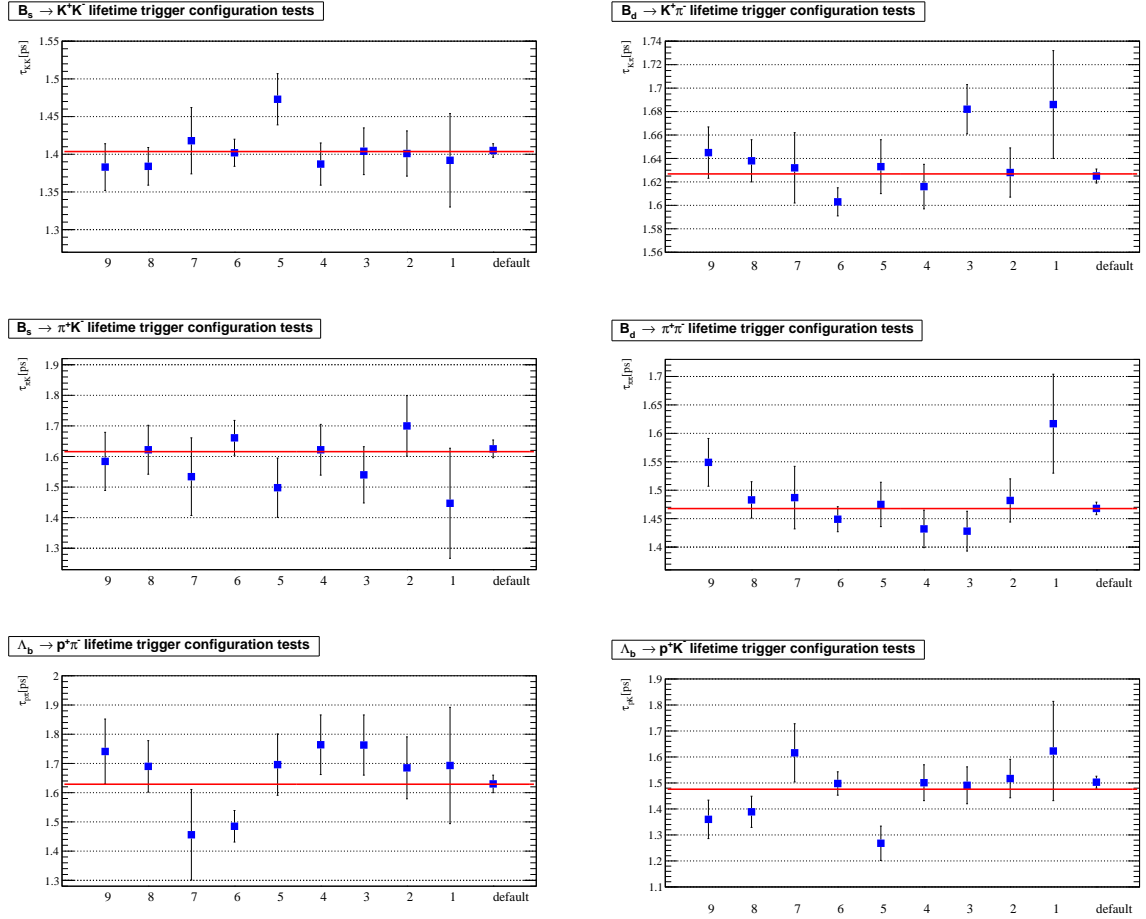 B_s → K⁺K⁻ lifetime trigger configuration tests
τ_KK [ps]
1.55
1.5
1.45
1.4
1.35
1.3
9 8 7 6 5 4 3 2 1 default
B_d → K⁺π⁻ lifetime trigger configuration tests
τ_Kπ [ps]
1.74
1.72
1.7
1.68
1.66
1.64
1.62
1.6
1.58
1.56
9 8 7 6 5 4 3 2 1 default
B_s → π⁺K⁻ lifetime trigger configuration tests
τ_πK [ps]
1.9
1.8
1.7
1.6
1.5
1.4
1.3
9 8 7 6 5 4 3 2 1 default
B_d → π⁺π⁻ lifetime trigger configuration tests
τ_ππ [ps]
1.7
1.65
1.6
1.55
1.5
1.45
1.4
9 8 7 6 5 4 3 2 1 default
Λ_b → p⁺π⁻ lifetime trigger configuration tests
τ_pπ [ps]
2
1.9
1.8
1.7
1.6
1.5
1.4
1.3
9 8 7 6 5 4 3 2 1 default
Λ_b → p⁺K⁻ lifetime trigger configuration tests
τ_pK [ps]
1.9
1.8
1.7
1.6
1.5
1.4
1.3
1.2
1.1
9 8 7 6 5 4 3 2 1 default